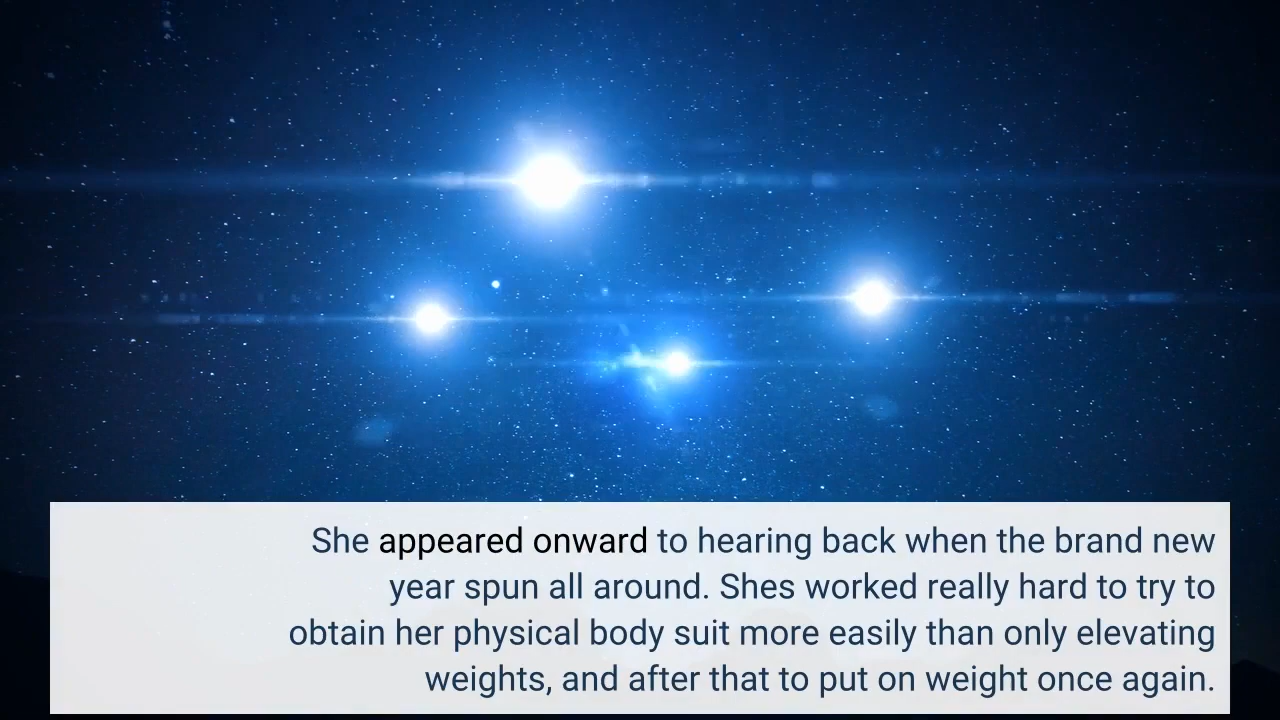 She appeared onward to hearing back when the brand new
year spun all around. Shes worked really hard to try to
obtain her physical body suit more easily than only elevating
weights, and after that to put on weight once again.